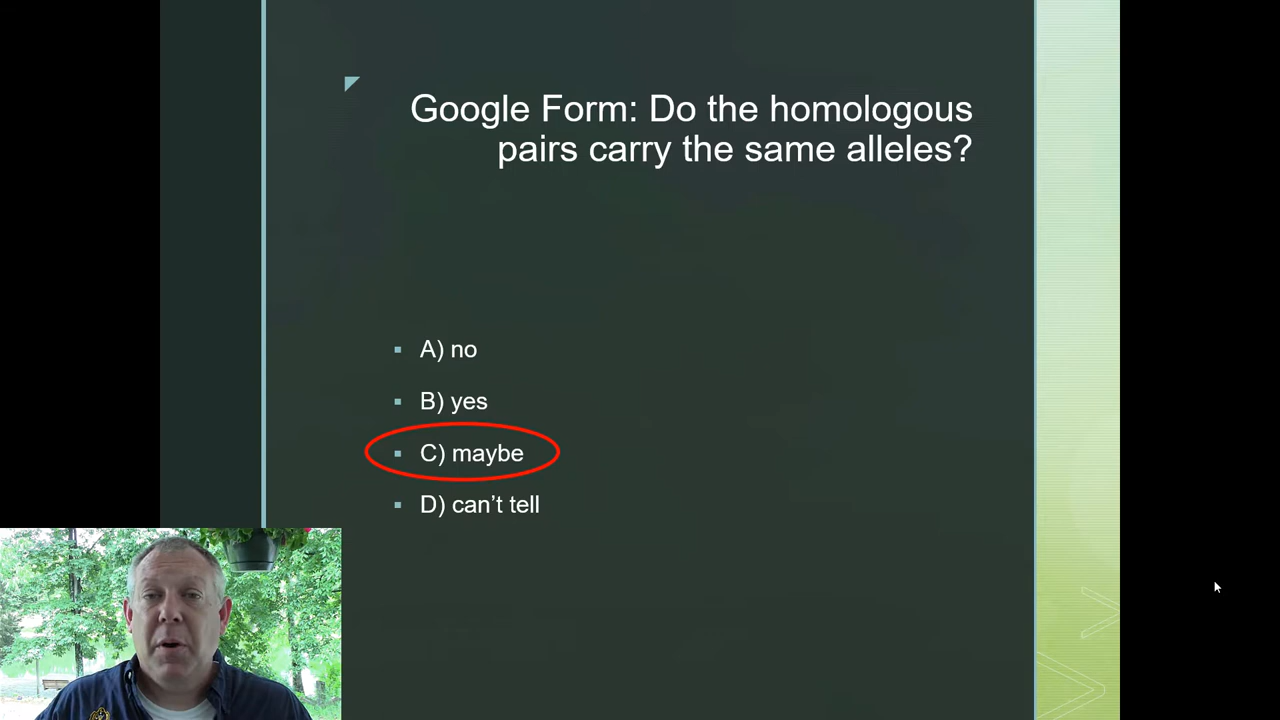 Google Form: Do the homologous
pairs carry the same alleles?
A) no
B) yes
C) maybe
D) can’t tell